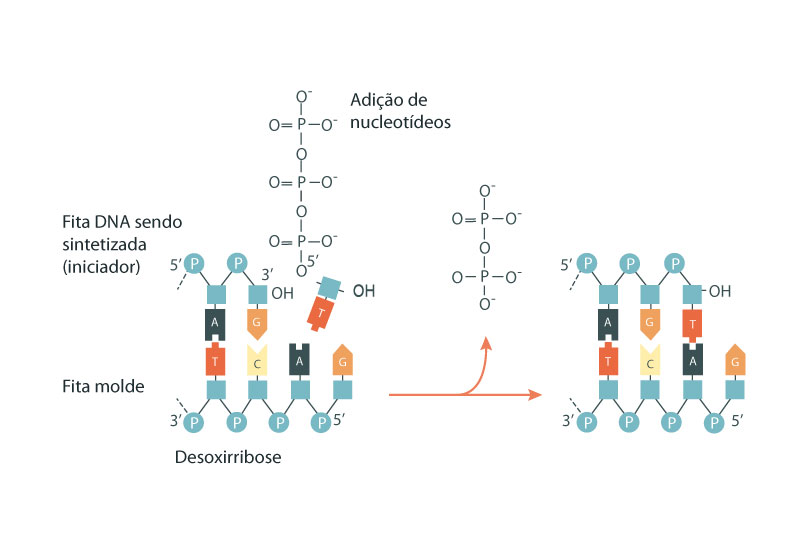 Adição de
nucleotídeos
O⁻
O=P–O⁻
O
O=P–O⁻
O
O=P–O⁻
O 5’
Fita DNA sendo
sintetizada
(iniciador)
5’ P P 3’
OH
OH
A G T
T C A G
Fita molde
3’ P P P P 5’
Desoxirribose
O⁻
O=P–O⁻
O
O–P–O⁻
O⁻
5’ P P P
OH
A G T
T C A G
3’ P P P P 5’